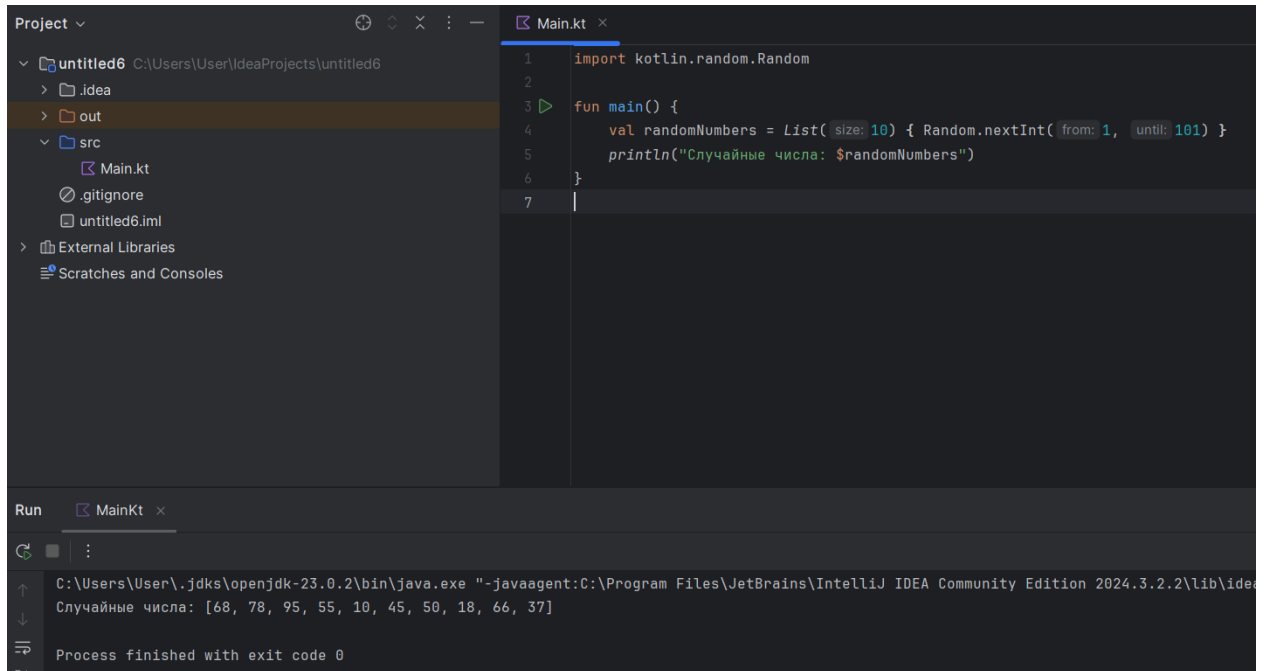 Project
untitled6 C:\Users\User\IdeaProjects\untitled6
.idea
out
src
Main.kt
.gitignore
untitled6.iml
External Libraries
Scratches and Consoles
Main.kt
1 import kotlin.random.Random
2
3 fun main() {
4 val randomNumbers = List( size: 10) { Random.nextInt( from: 1, until: 101) }
5 println("Случайные числа: $randomNumbers")
6 }
7
Run MainKt
C:\Users\User\.jdks\openjdk-23.0.2\bin\java.exe "-javaagent:C:\Program Files\JetBrains\IntelliJ IDEA Community Edition 2024.3.2.2\lib\idea
Случайные числа: [68, 78, 95, 55, 10, 45, 50, 18, 66, 37]
Process finished with exit code 0